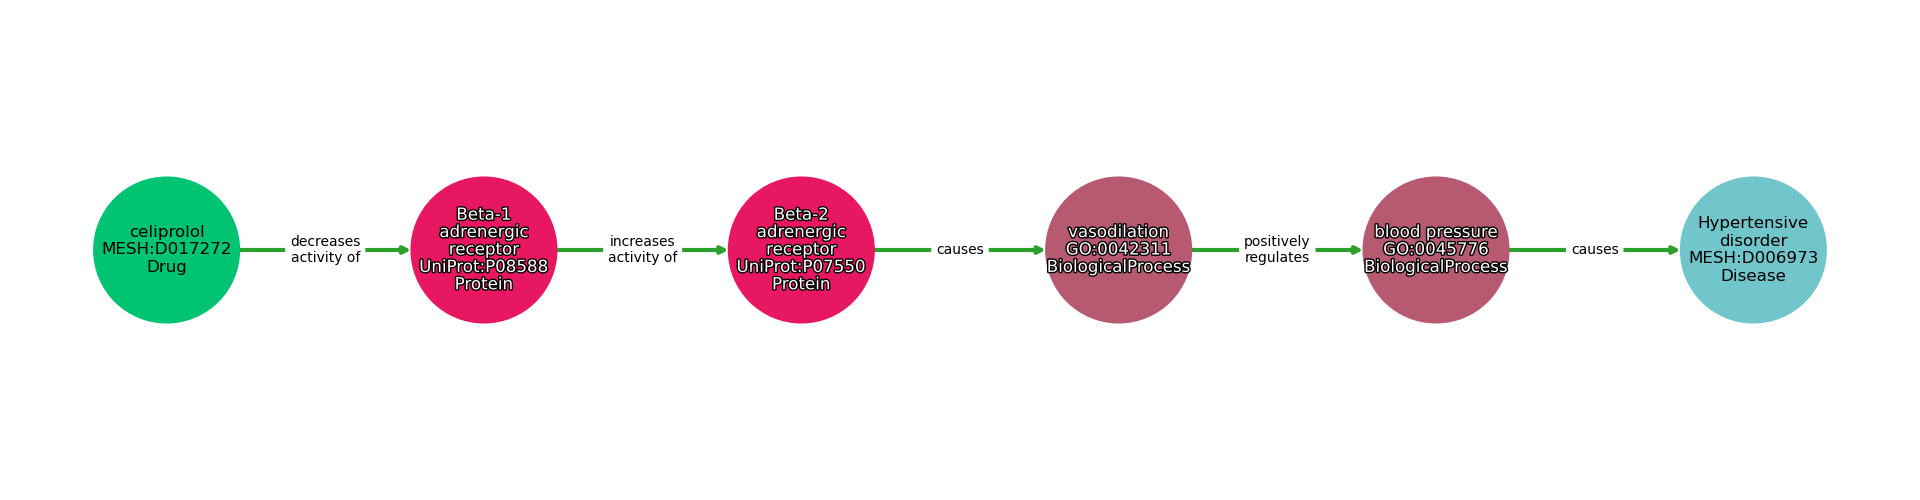 celiprolol
MESH:D017272
Drug
decreases
activity of
Beta-1
adrenergic
receptor
UniProt:P08588
Protein
increases
activity of
Beta-2
adrenergic
receptor
UniProt:P07550
Protein
causes
vasodilation
GO:0042311
BiologicalProcess
positively
regulates
blood pressure
GO:0045776
BiologicalProcess
causes
Hypertensive
disorder
MESH:D006973
Disease